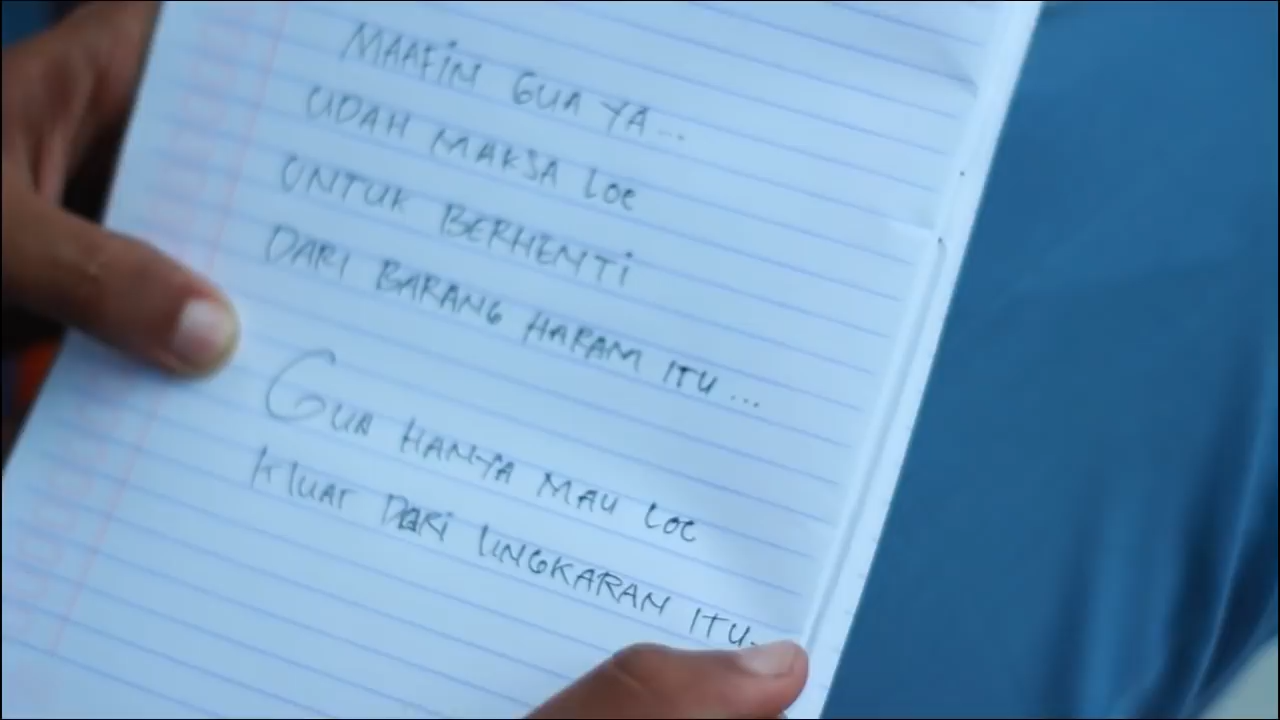 MAAFIN GUA YA...
UDAH MAKSA LOE
UNTUK BERHENTI
DARI BARANG HARAM ITU...
GUA HANYA MAU LOE
KLUAR DARI LINGKARAN ITU